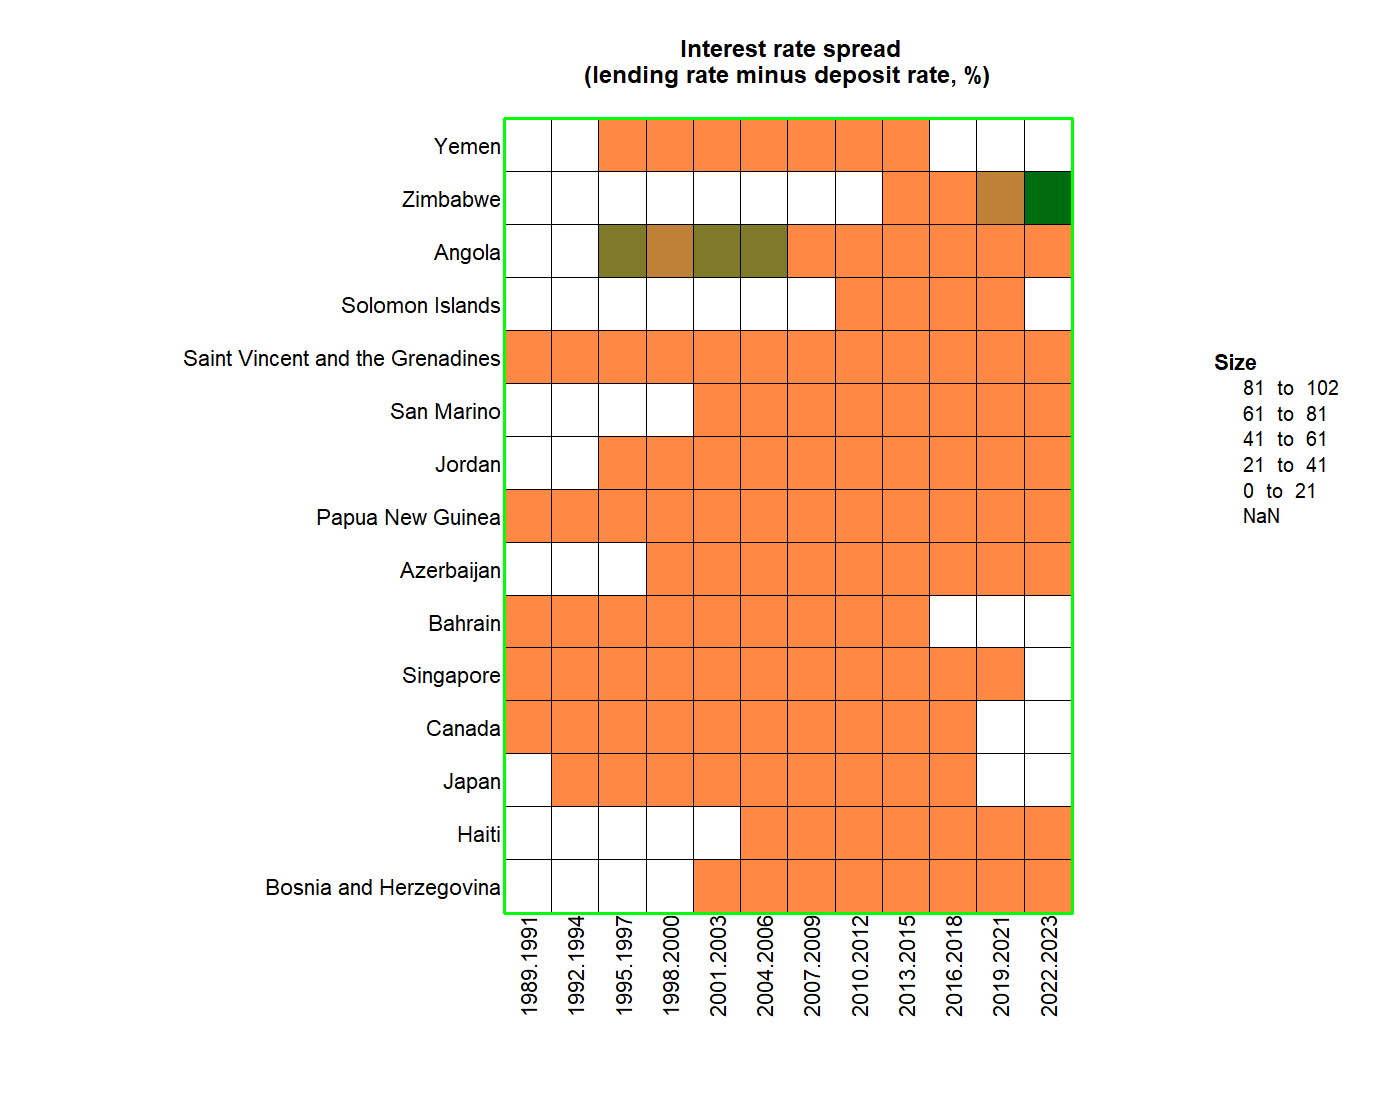 Interest rate spread
(lending rate minus deposit rate, %)
Yemen
Zimbabwe
Angola
Solomon Islands
Saint Vincent and the Grenadines
San Marino
Jordan
Papua New Guinea
Azerbaijan
Bahrain
Singapore
Canada
Japan
Haiti
Bosnia and Herzegovina
1989.1991
1992.1994
1995.1997
1998.2000
2001.2003
2004.2006
2007.2009
2010.2012
2013.2015
2016.2018
2019.2021
2022.2023
Size
81 to 102
61 to 81
41 to 61
21 to 41
0 to 21
NaN